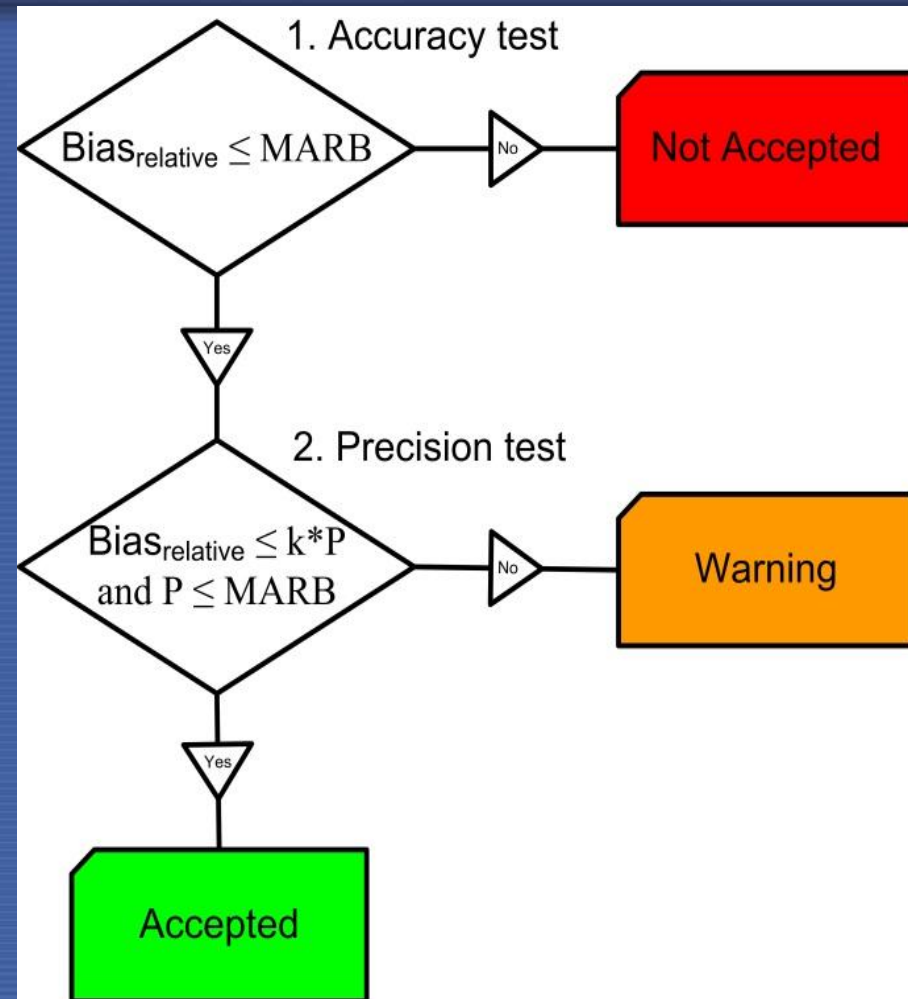 1. Accuracy test
Biasrelative ≤ MARB
No
Not Accepted
Yes
2. Precision test
Biasrelative ≤ k*P
and P ≤ MARB
No
Warning
Yes
Accepted